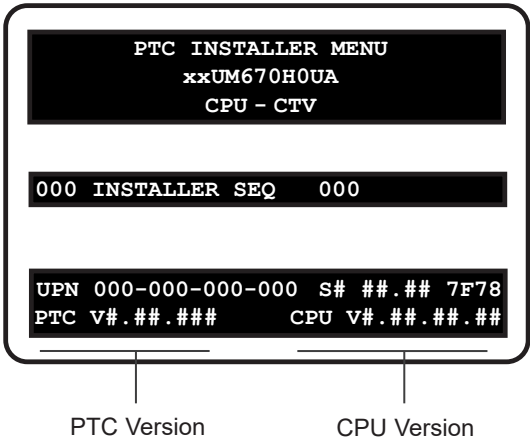 PTC INSTALLER MENU
xxUM670H0UA
CPU – CTV
000 INSTALLER SEQ 000
UPN 000-000-000-000 S# ##.## 7F78
PTC V#.##.### CPU V#.##.##.##
PTC Version CPU Version